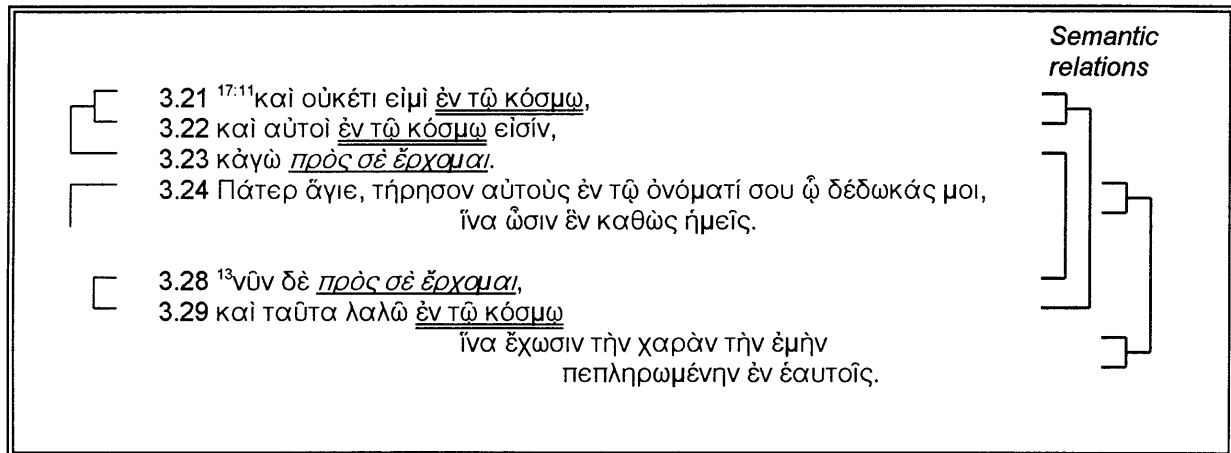 Semantic
relations
3.21 17:11καὶ οὐκέτι εἰμὶ ἐν τῷ κόσμῳ,
3.22 καὶ αὐτοὶ ἐν τῷ κόσμῳ εἰσίν,
3.23 κἀγὼ πρὸς σὲ ἔρχομαι.
3.24 Πάτερ ἅγιε, τήρησον αὐτοὺς ἐν τῷ ὀνόματί σου ᾧ δέδωκάς μοι,
ἵνα ὦσιν ἓν καθὼς ἡμεῖς.
3.28 13νῦν δὲ πρὸς σὲ ἔρχομαι,
3.29 καὶ ταῦτα λαλῶ ἐν τῷ κόσμῳ
ἵνα ἔχωσιν τὴν χαρὰν τὴν ἐμὴν
πεπληρωμένην ἐν ἑαυτοῖς.